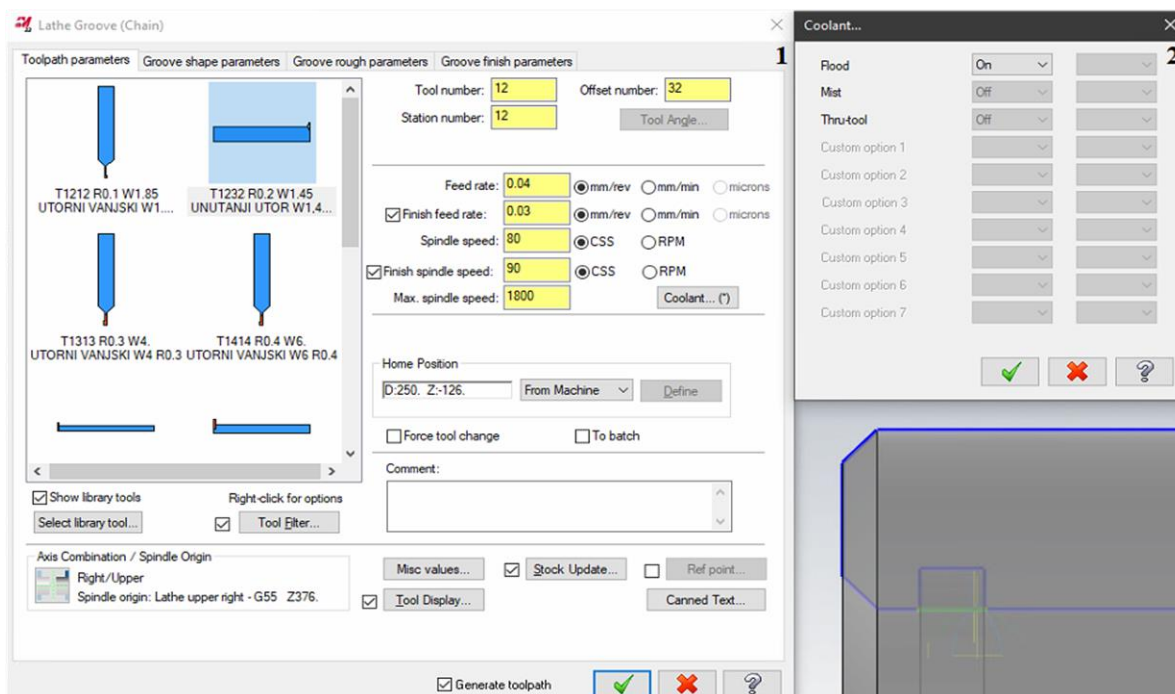 Lathe Groove (Chain)
Toolpath parameters Groove shape parameters Groove rough parameters Groove finish parameters
1
T1212 R0.1 W1.85
UTORNI VANJSKI W1....
T1232 R0.2 W1.45
UNUTANJI UTOR W1,4...
T1313 R0.3 W4.
UTORNI VANJSKI W4 R0.3
T1414 R0.4 W6.
UTORNI VANJSKI W6 R0.4
Show library tools
Right-click for options
Select library tool...
Tool Filter...
Axis Combination / Spindle Origin
Right/Upper
Spindle origin: Lathe upper right - G55 Z376.
Tool number: 12
Offset number: 32
Station number: 12
Tool Angle...
Feed rate: 0.04 mm/rev mm/min microns
Finish feed rate: 0.03 mm/rev mm/min microns
Spindle speed: 80 CSS RPM
Finish spindle speed: 90 CSS RPM
Max. spindle speed: 1800
Coolant... (*)
Home Position
D:250. Z:-126. From Machine Define
Force tool change
To batch
Comment:
Misc values...
Stock Update...
Ref point...
Tool Display...
Canned Text...
Generate toolpath
Coolant...
2
Flood On
Mist Off
Thru-tool Off
Custom option 1
Custom option 2
Custom option 3
Custom option 4
Custom option 5
Custom option 6
Custom option 7